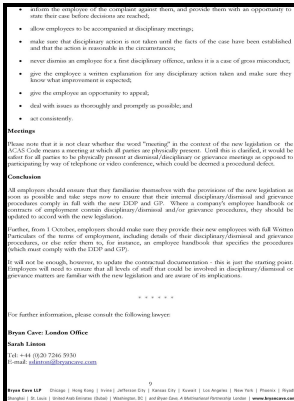 • inform the employee of the compliant against them, and provide them with an opportunity to
state their case before decisions are reached;
• allow employees to be accompanied at disciplinary meetings;
• make sure that disciplinary action is not taken until the facts of the case have been established
and that the action is reasonable in the circumstances;
• never dismiss an employee for a first disciplinary offence, unless it is a case of gross misconduct;
• give the employee a written explanation for any disciplinary action taken and make sure they
know what improvement is expected;
• give the employee an opportunity to appeal;
• deal with issues as thoroughly and promptly as possible; and
• act consistently.
Meetings
Please note that it is not clear whether the word "meeting" in the context of the new legislation or the
ACAS Code means a meeting at which all parties are physically present. Until this is clarified, it would be
safest for all parties to be physically present at dismissal/disciplinary or grievance meetings as opposed to
participating by way of telephone or video conference, which could be deemed a procedural defect.
Conclusion
All employers should ensure that they familiarise themselves with the provisions of the new legislation as
soon as possible and take steps now to ensure that their internal disciplinary/dismissal and grievance
procedures comply in full with the new DDP and GP. When a company's employee handbook or
contracts of employment contain disciplinary/dismissal and/or grievance procedures, they should be
updated to accord with the new legislation.
Further, from 1 October, employers should make sure they provide their new employees with full Written
Particulars of the terms of employment, including details of their disciplinary/dismissal and grievance
procedures, or else refer them to, for instance, an employee handbook that specifies the procedures
(which must comply with the DDP and GP).
It will not be enough, however, to update the contractual documentation - this is just the starting point.
Employers will need to ensure that all levels of staff that could be involved in disciplinary/dismissal or
grievance matters are familiar with the new legislation and are aware of its implications.
* * * * * *
For further information, please consult the following lawyer:
Bryan Cave: London Office
Sarah Linton
Tel: +44 (0)20 7246 5930
E-mail: sslinton@bryancave.com
9
Bryan Cave LLP Chicago | Hong Kong | Irvine | Jefferson City | Kansas City | Kuwait | Los Angeles | New York | Phoenix | Riyadh
Shanghai | St. Louis | United Arab Emirates (Dubai) | Washington, DC | and Bryan Cave, A Multinational Partnership London | www.bryancave.com